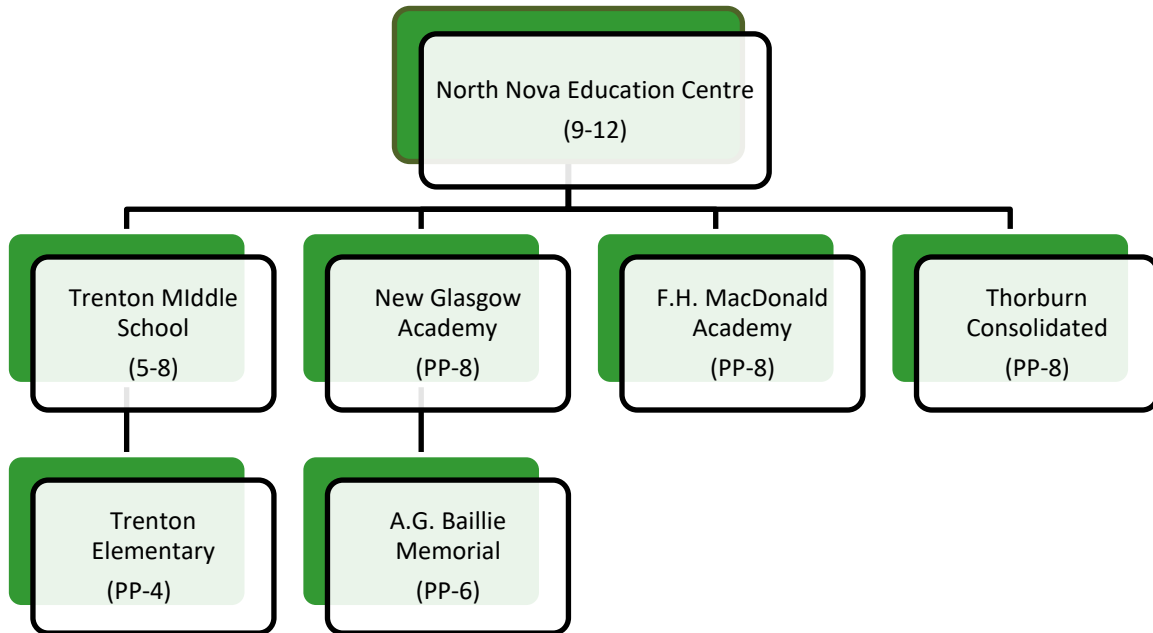 North Nova Education Centre
(9-12)
Trenton MIddle
School
(5-8)
New Glasgow
Academy
(PP-8)
F.H. MacDonald
Academy
(PP-8)
Thorburn
Consolidated
(PP-8)
Trenton
Elementary
(PP-4)
A.G. Baillie
Memorial
(PP-6)